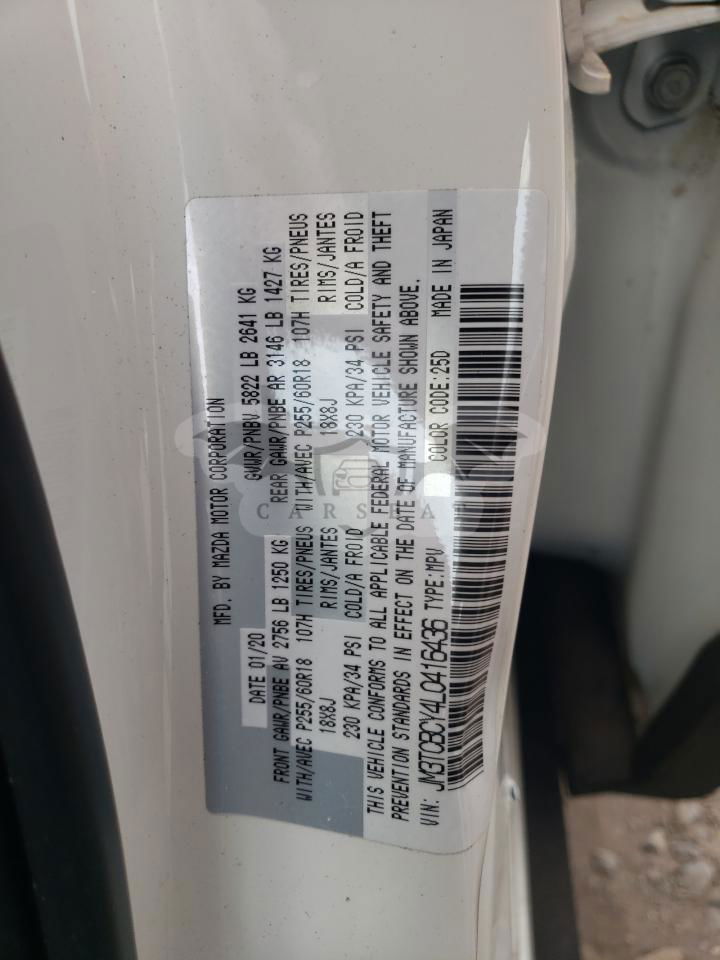 MFD. BY MAZDA MOTOR CORPORATION
DATE 01/20 GVWR/PNBV 5822 LB 2641 KG
FRONT GAWR/PNBE AV 2756 LB 1250 KG REAR GAWR/PNBE AR 3146 LB 1427 KG
WITH/AVEC P255/60R18 107H TIRES/PNEUS WITH/AVEC P255/60R18 107H TIRES/PNEUS
18X8J RIMS/JANTES 18X8J RIMS/JANTES
230 KPA/34 PSI COLD/A FROID 230 KPA/34 PSI COLD/A FROID
THIS VEHICLE CONFORMS TO ALL APPLICABLE FEDERAL MOTOR VEHICLE SAFETY AND THEFT
PREVENTION STANDARDS IN EFFECT ON THE DATE OF MANUFACTURE SHOWN ABOVE.
VIN: JM3TCBCY4L0416436 TYPE:MPV COLOR CODE:25D MADE IN JAPAN